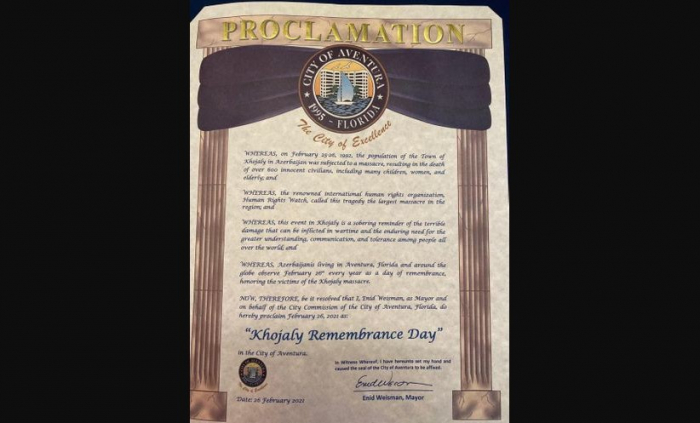 PROCLAMATION
CITY OF AVENTURA
1995 - FLORIDA
The City of Excellence
WHEREAS, on February 25-26, 1992, the population of the Town of
Khojaly in Azerbaijan was subjected to a massacre, resulting in the death
of over 600 innocent civilians, including many children, women, and
elderly; and
WHEREAS, the renowned international human rights organization,
Human Rights Watch, called this tragedy the largest massacre in the
region; and
WHEREAS, this event in Khojaly is a sobering reminder of the terrible
damage that can be inflicted in wartime and the enduring need for the
greater understanding, communication, and tolerance among people all
over the world; and
WHEREAS, Azerbaijanis living in Aventura, Florida and around the
globe observe February 26th every year as a day of remembrance,
honoring the victims of the Khojaly massacre.
NOW, THEREFORE, be it resolved that I, Enid Weisman, as Mayor and
on behalf of the City Commission of the City of Aventura, Florida, do
hereby proclaim February 26, 2021 as:
"Khojaly Remembrance Day"
in the City of Aventura.
In Witness Whereof, I have hereunto set my hand and
caused the seal of the City of Aventura to be affixed.
Enid Weisman, Mayor
Date: 26 February 2021